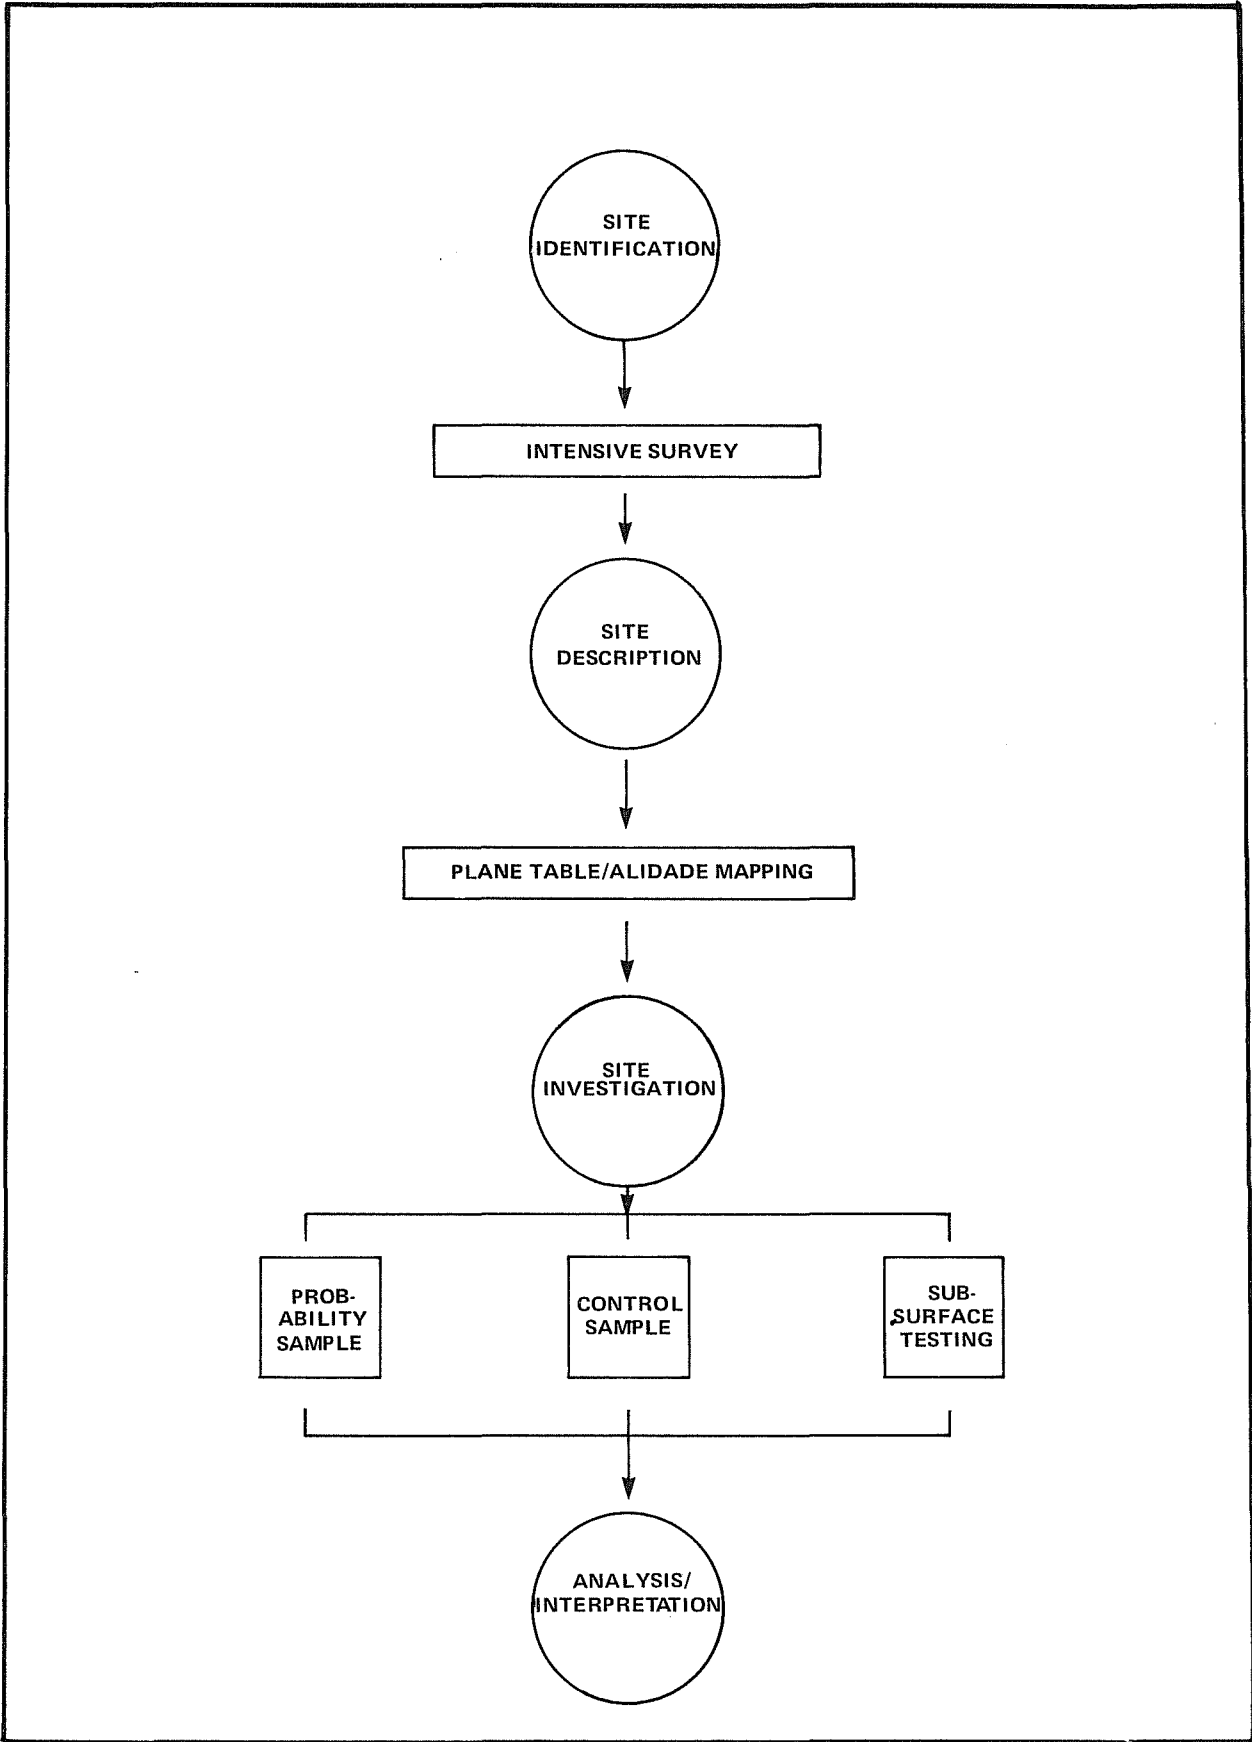 SITE
IDENTIFICATION
INTENSIVE SURVEY
SITE
DESCRIPTION
PLANE TABLE/ALIDADE MAPPING
SITE
INVESTIGATION
PROB-
ABILITY
SAMPLE
CONTROL
SAMPLE
SUB-
SURFACE
TESTING
ANALYSIS/
INTERPRETATION